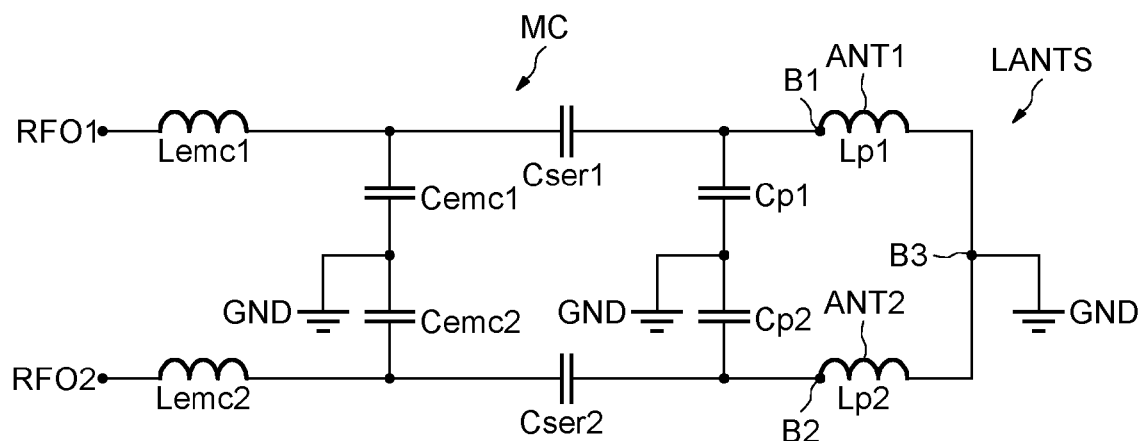 MC
ANT1
LANTS
B1
RFO1
Lemc1
Lp1
Cser1
Cemc1
Cp1
B3
GND
GND
ANT2
GND
Cemc2
Cp2
RFO2
Lemc2
Lp2
Cser2
B2